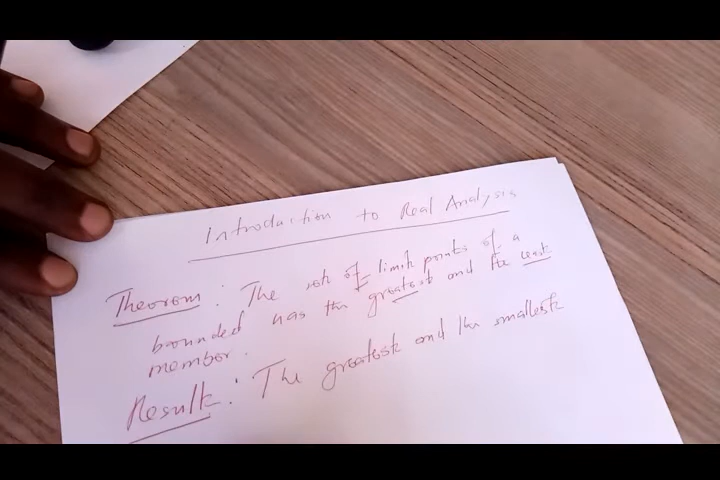 Introduction to Real Analysis
Theorem : The set of limit points of a
bounded has the greatest and the least
member.
Result : The greatest and the smallest